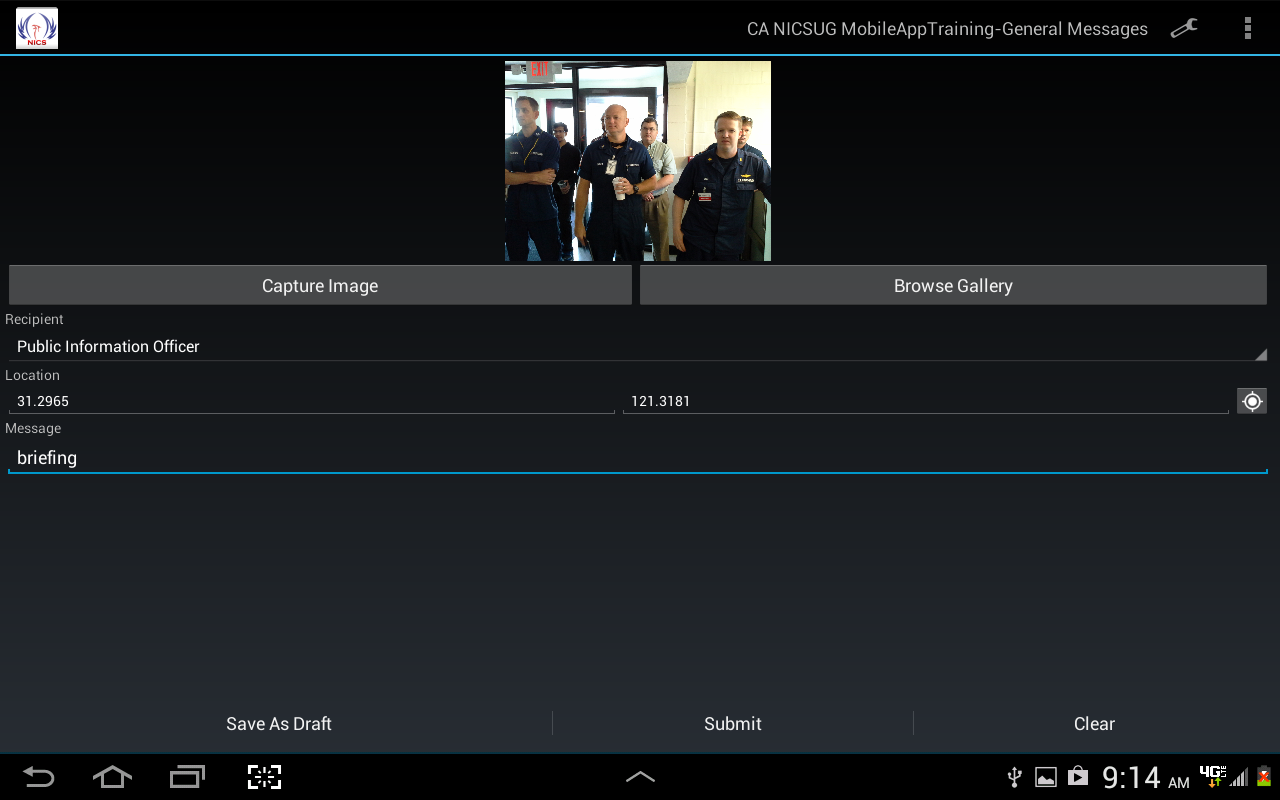 NICS
CA NICSUG MobileAppTraining-General Messages
EXIT
Capture Image
Browse Gallery
Recipient
Public Information Officer
Location
31.2965
121.3181
Message
briefing
Save As Draft
Submit
Clear
9:14 AM
4G LTE